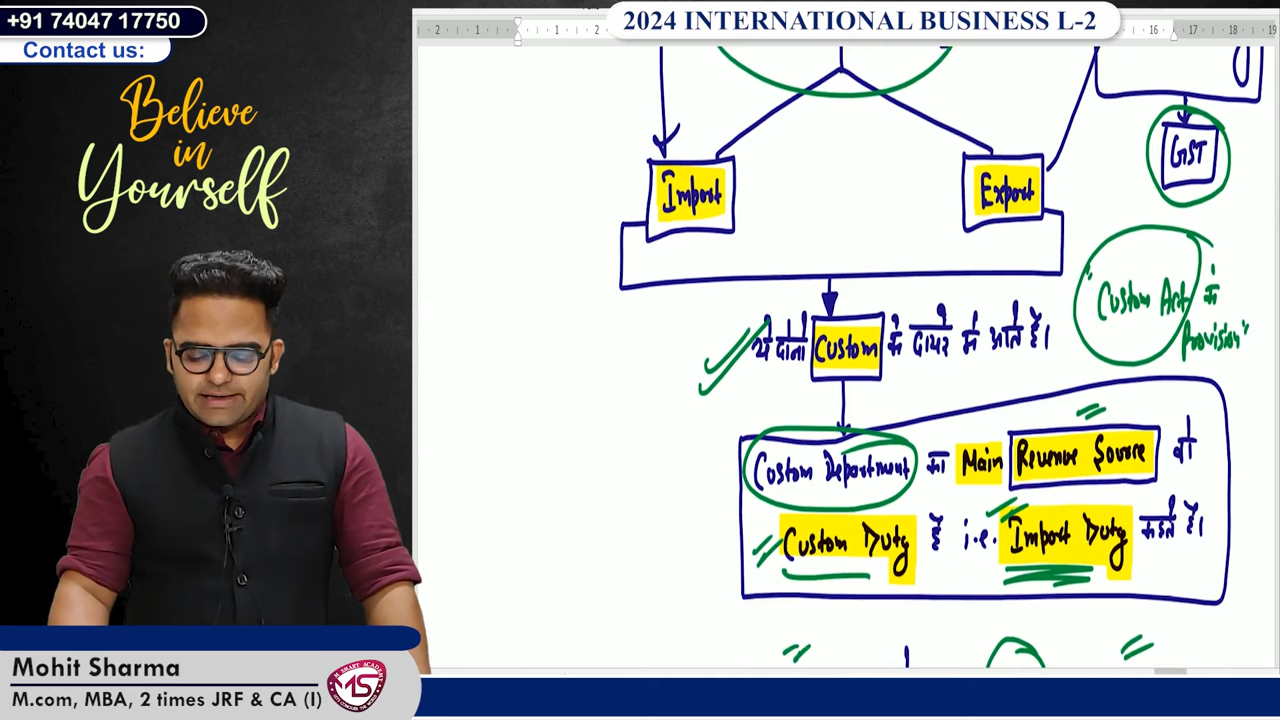 +91 74047 17750
Contact us:
2024 INTERNATIONAL BUSINESS L-2
Believe
in
Yourself
GST
Import
Export
"Custom Act के
Provision"
ये दोनों Custom के दायरे में आते हैं।
Custom Department का Main Revenue Source तो
Custom Duty है i.e. Import Duty कहते हैं।
Mohit Sharma
M.com, MBA, 2 times JRF & CA (I)
MS